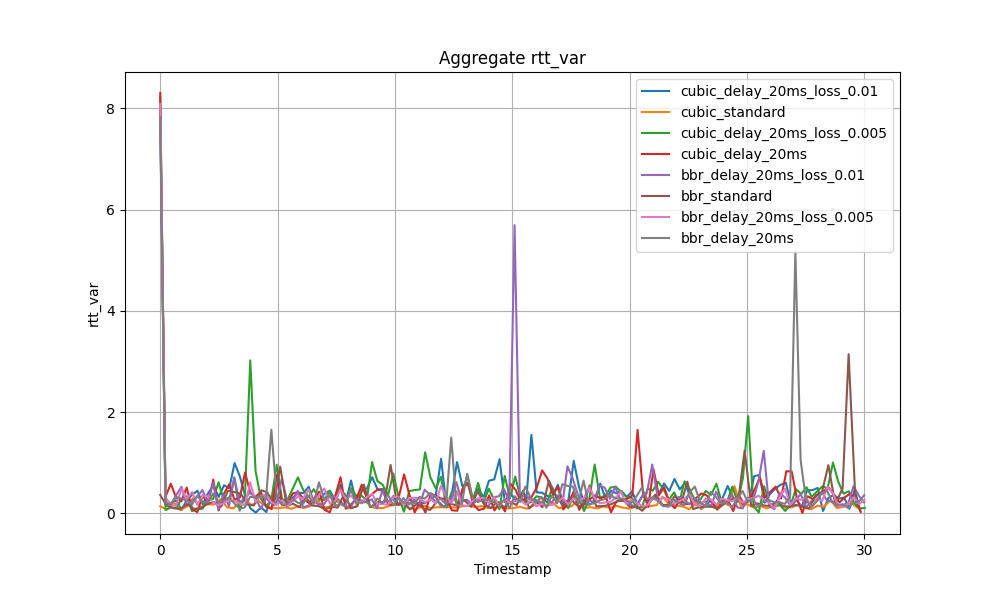 Aggregate rtt_var
cubic_delay_20ms_loss_0.01
cubic_standard
cubic_delay_20ms_loss_0.005
cubic_delay_20ms
bbr_delay_20ms_loss_0.01
bbr_standard
bbr_delay_20ms_loss_0.005
bbr_delay_20ms
rtt_var
8
6
4
2
0
0 5 10 15 20 25 30
Timestamp